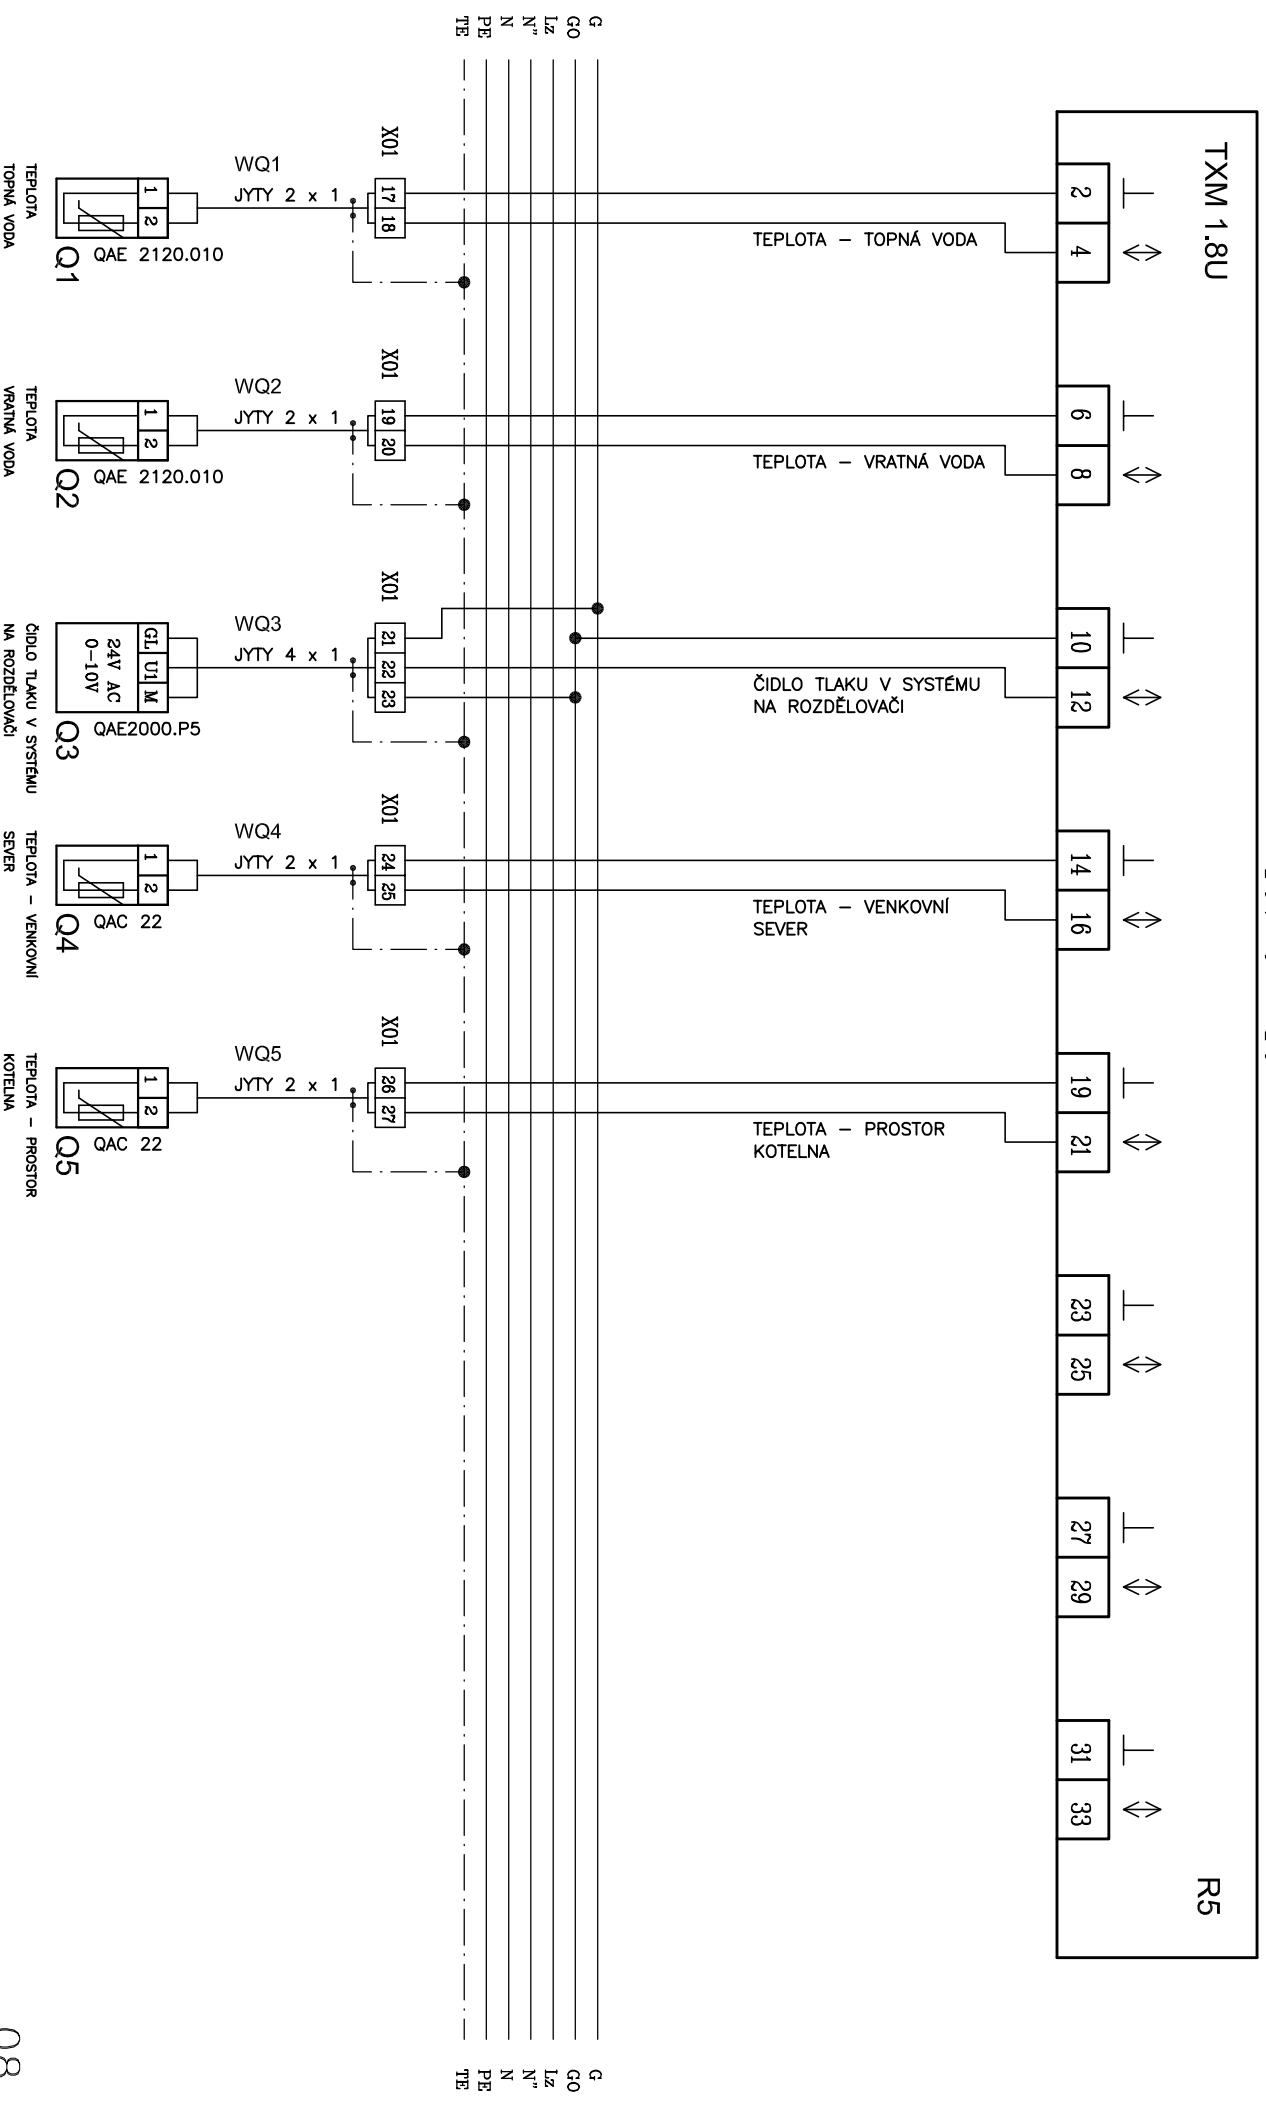 TXM 1.8U
R5
2
4
6
8
10
12
14
16
19
21
23
25
27
29
31
33
TEPLOTA – TOPNÁ VODA
TEPLOTA – VRATNÁ VODA
ČIDLO TLAKU V SYSTÉMU
NA ROZDĚLOVAČI
TEPLOTA – VENKOVNÍ
SEVER
TEPLOTA – PROSTOR
KOTELNA
G
GO
Lz
N"
N
PE
TE
G
GO
Lz
N"
N
PE
TE
X01
17
18
X01
19
20
X01
21
22
23
X01
24
25
X01
26
27
WQ1
JYTY 2 x 1
WQ2
JYTY 2 x 1
WQ3
JYTY 4 x 1
WQ4
JYTY 2 x 1
WQ5
JYTY 2 x 1
1
2
QAE 2120.010
Q1
TEPLOTA
TOPNÁ VODA
1
2
QAE 2120.010
Q2
TEPLOTA
VRATNÁ VODA
GL
U1
M
24V AC
0-10V
QAE2000.P5
Q3
ČIDLO TLAKU V SYSTÉMU
NA ROZDĚLOVAČI
1
2
QAC 22
Q4
TEPLOTA – VENKOVNÍ
SEVER
1
2
QAC 22
Q5
TEPLOTA – PROSTOR
KOTELNA
08